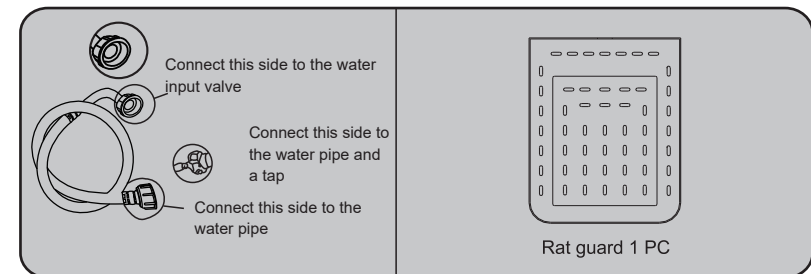 Connect this side to the water
input valve
Connect this side to
the water pipe and
a tap
Connect this side to the
water pipe
Rat guard 1 PC